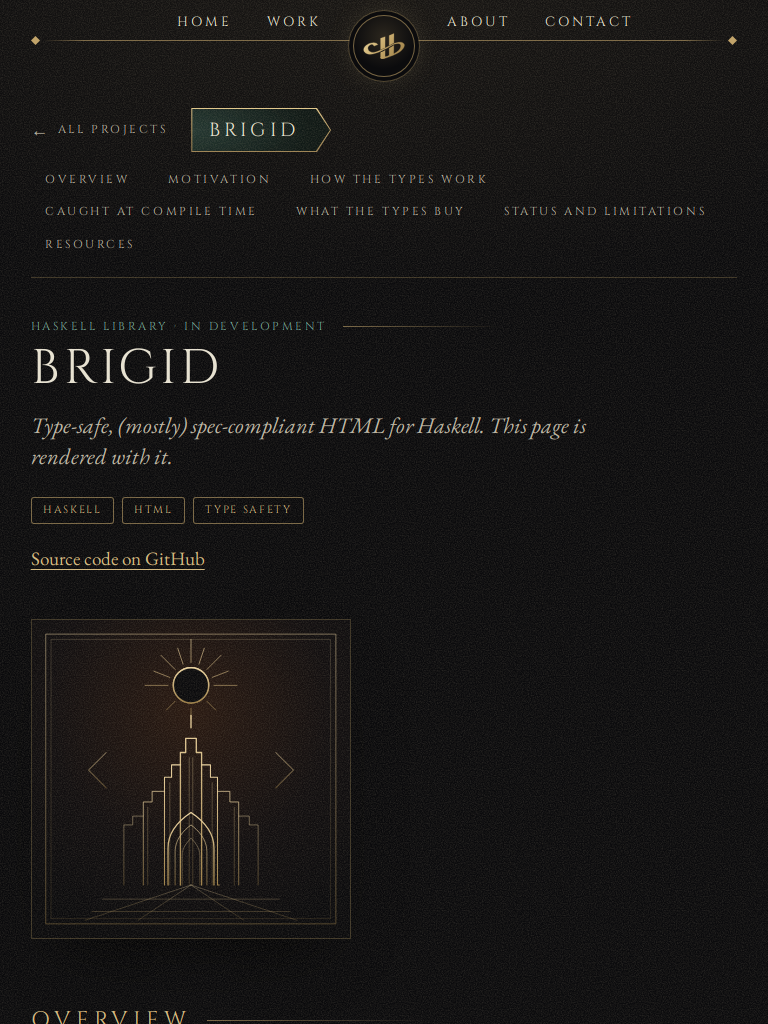 HOME WORK ABOUT CONTACT
← ALL PROJECTS BRIGID
OVERVIEW MOTIVATION HOW THE TYPES WORK
CAUGHT AT COMPILE TIME WHAT THE TYPES BUY STATUS AND LIMITATIONS
RESOURCES
HASKELL LIBRARY · IN DEVELOPMENT
BRIGID
Type-safe, (mostly) spec-compliant HTML for Haskell. This page is
rendered with it.
HASKELL HTML TYPE SAFETY
Source code on GitHub
OVERVIEW